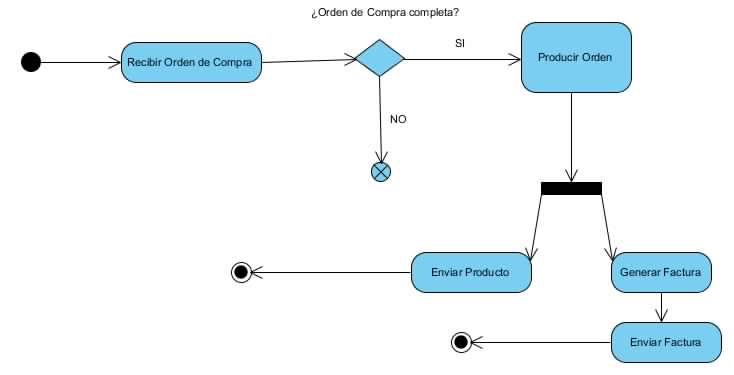 ¿Orden de Compra completa?
SI
Recibir Orden de Compra
Producir Orden
NO
Enviar Producto
Generar Factura
Enviar Factura